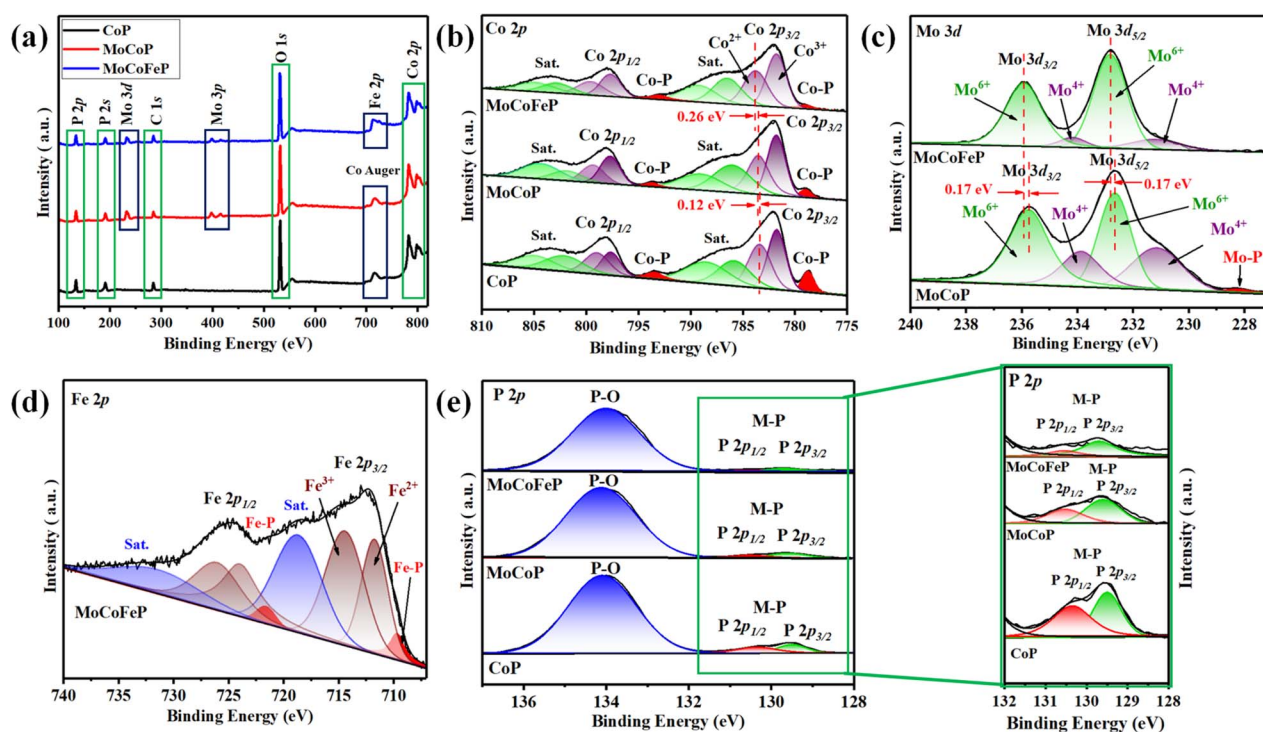 (a)
CoP
MoCoP
MoCoFeP
P 2p
P 2s
Mo 3d
C 1s
Mo 3p
O 1s
Fe 2p
Co 2p
Co Auger
Intensity ( a.u.)
100 200 300 400 500 600 700 800
Binding Energy (eV)
(b)
Co 2p
Co 2p1/2
Sat.
Co-P
Sat.
Co2+
Co 2p3/2
Co3+
Co-P
MoCoFeP
0.26 eV
Co 2p1/2
Sat.
Co-P
Sat.
Co 2p3/2
Co-P
MoCoP
0.12 eV
Co 2p1/2
Sat.
Co-P
Sat.
Co 2p3/2
Co-P
CoP
Intensity ( a.u.)
810 805 800 795 790 785 782 778 775
Binding Energy (eV)
(c)
Mo 3d
Mo 3d5/2
Mo 3d3/2
Mo6+
Mo4+
Mo6+
Mo4+
MoCoFeP
Mo 3d5/2
Mo 3d3/2
0.17 eV
0.17 eV
Mo6+
Mo4+
Mo6+
Mo4+
Mo-P
MoCoP
Intensity ( a.u.)
240 236 234 232 230 228
Binding Energy (eV)
(d)
Fe 2p
Fe 2p3/2
Fe 2p1/2
Fe3+
Fe2+
Sat.
Fe-P
Sat.
Fe-P
MoCoFeP
Intensity ( a.u.)
740 730 725 720 715 710
Binding Energy (eV)
(e)
P 2p
P-O
M-P
P 2p1/2 P 2p3/2
MoCoFeP
P-O
M-P
P 2p1/2 P 2p3/2
MoCoP
P-O
M-P
P 2p1/2 P 2p3/2
CoP
Intensity ( a.u.)
136 134 132 130 128
Binding Energy (eV)
P 2p
M-P
P 2p1/2 P 2p3/2
MoCoFeP
M-P
P 2p1/2 P 2p3/2
MoCoP
M-P
P 2p1/2 P 2p3/2
CoP
Intensity ( a.u.)
132 131 130 129 128
Binding Energy (eV)